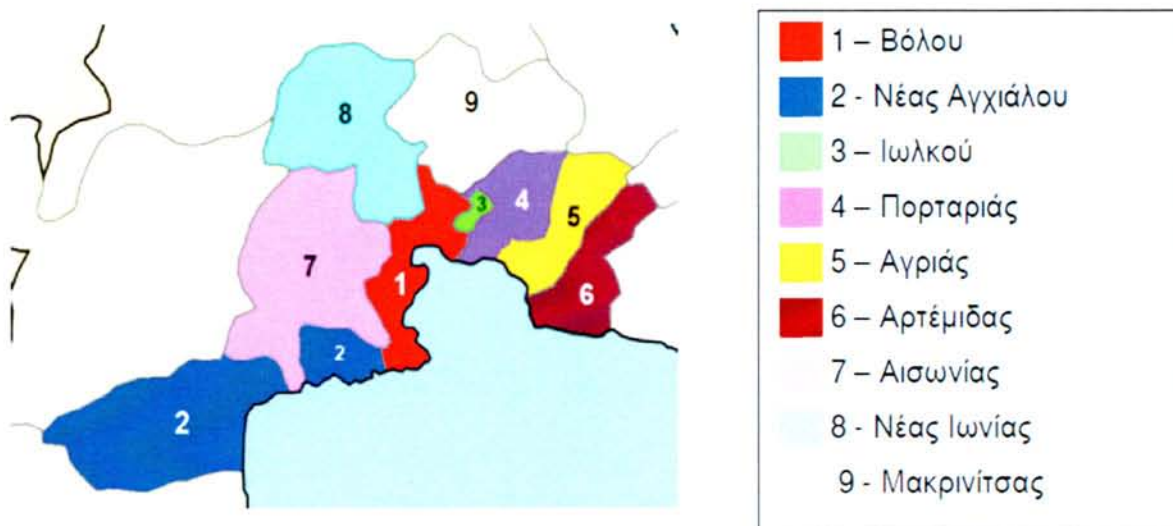 8
9
3
4
5
7
1
6
2
2
1 – Βόλου
2 - Νέας Αγχιάλου
3 – Ιωλκού
4 – Πορταριάς
5 – Αγριάς
6 – Αρτέμιδας
7 – Αισωνίας
8 - Νέας Ιωνίας
9 - Μακρινίτσας